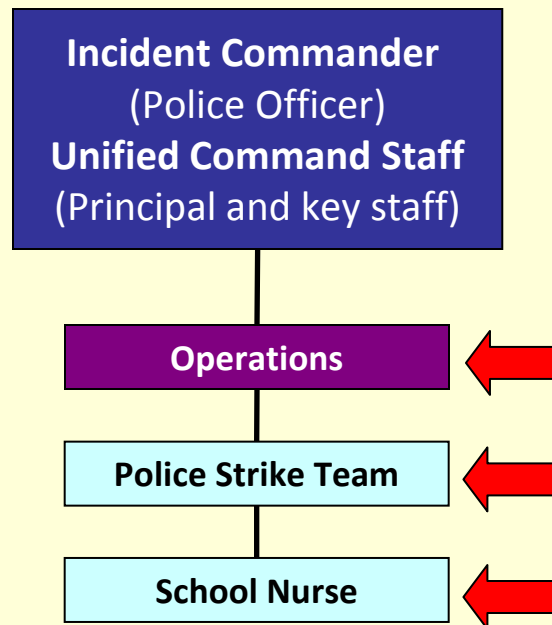 Incident Commander
(Police Officer)
Unified Command Staff
(Principal and key staff)
Operations
Police Strike Team
School Nurse